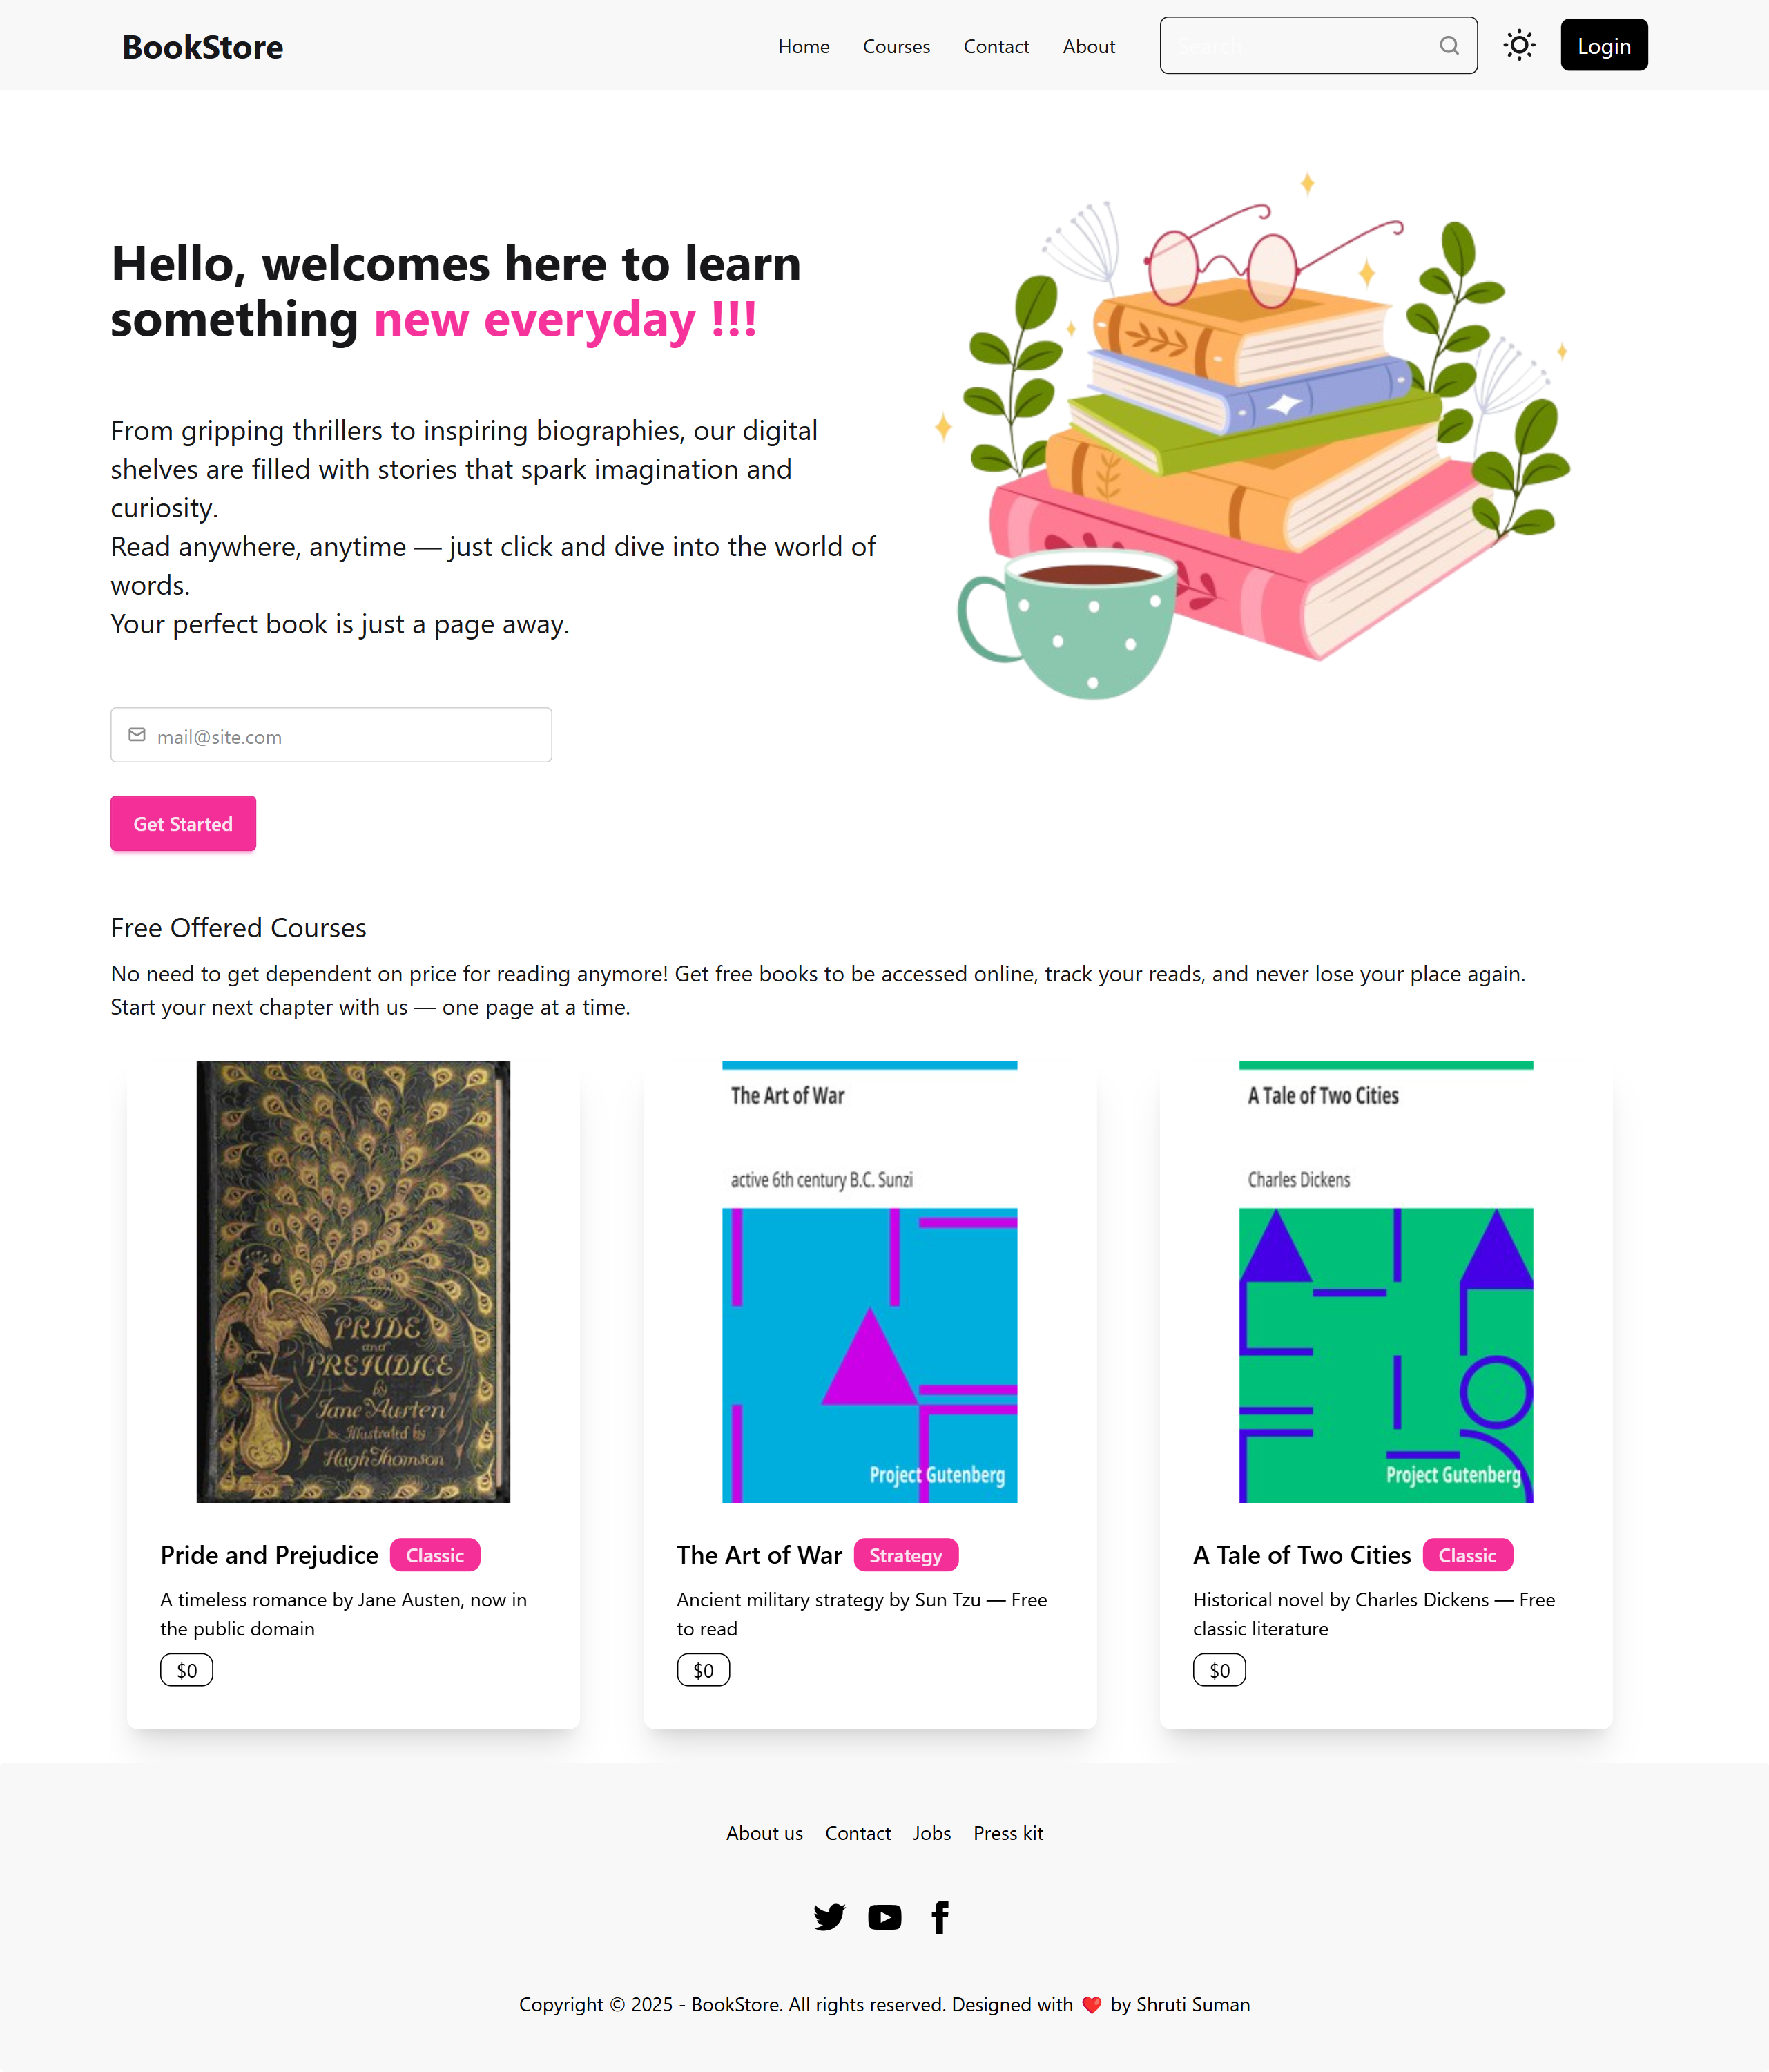 BookStore
Home Courses Contact About Search Login
Hello, welcomes here to learn
something new everyday !!!
From gripping thrillers to inspiring biographies, our digital
shelves are filled with stories that spark imagination and
curiosity.
Read anywhere, anytime — just click and dive into the world of
words.
Your perfect book is just a page away.
mail@site.com
Get Started
Free Offered Courses
No need to get dependent on price for reading anymore! Get free books to be accessed online, track your reads, and never lose your place again.
Start your next chapter with us — one page at a time.
PRIDE
and
PREJUDICE
by
Jane Austen
Illustrated by
Hugh Thomson
Pride and Prejudice Classic
A timeless romance by Jane Austen, now in
the public domain
$0
The Art of War
active 6th century B.C. Sunzi
Project Gutenberg
The Art of War Strategy
Ancient military strategy by Sun Tzu — Free
to read
$0
A Tale of Two Cities
Charles Dickens
Project Gutenberg
A Tale of Two Cities Classic
Historical novel by Charles Dickens — Free
classic literature
$0
About us Contact Jobs Press kit
Copyright © 2025 - BookStore. All rights reserved. Designed with ❤️ by Shruti Suman